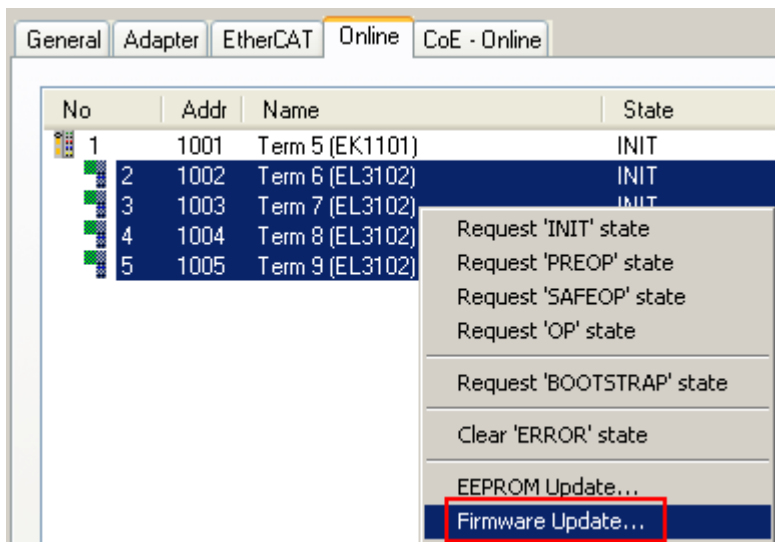 General Adapter EtherCAT Online CoE - Online
No Addr Name State
1 1001 Term 5 (EK1101) INIT
2 1002 Term 6 (EL3102) INIT
3 1003 Term 7 (EL3102) INIT
4 1004 Term 8 (EL3102)
5 1005 Term 9 (EL3102)
Request 'INIT' state
Request 'PREOP' state
Request 'SAFEOP' state
Request 'OP' state
Request 'BOOTSTRAP' state
Clear 'ERROR' state
EEPROM Update...
Firmware Update...